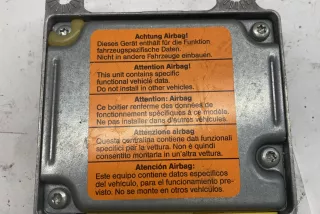 Achtung Airbag!
Dieses Gerät enthält für die Funktion
fahrzeugspezifische Daten.
Nicht in andere Fahrzeuge einbauen.
Attention Airbag!
This unit contains specific
functional vehicle data.
Do not install in other vehicles.
Attention: Airbag
Ce boîtier renferme des données de
fonctionnement spécifiques à ce modèle.
Ne pas installer dans d'autres véhicules.
Attenzione airbag
Questa centralina contiene dati funzionali
specifici per la vettura. Non è quindi
consentito montarla in un'altra vettura.
Atención Airbag:
Este equipo contiene datos específicos
del vehículo, para el funcionamiento pre-
visto. No se monte en otros vehículos.